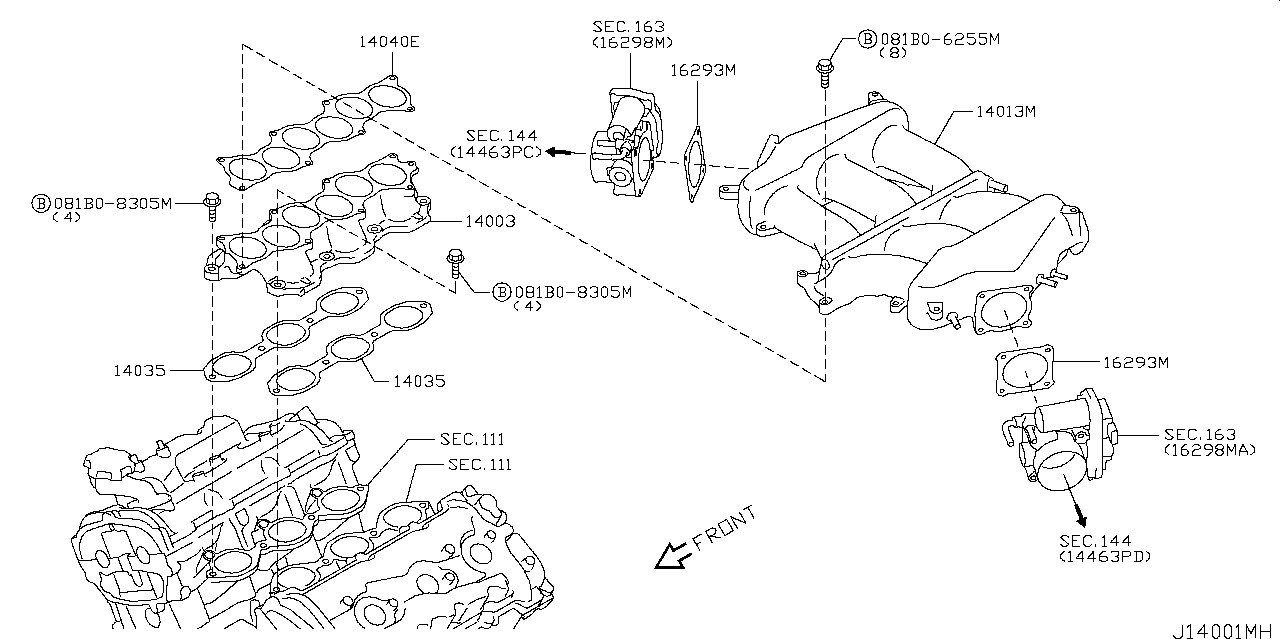 14040E
SEC.163
(16298M)
16293M
B 081B0-6255M
(8)
14013M
SEC.144
(14463PC)
B 081B0-8305M
(4)
14003
B 081B0-8305M
(4)
14035
14035
16293M
SEC.111
SEC.111
SEC.163
(16298MA)
FRONT
SEC.144
(14463PD)
J14001MH